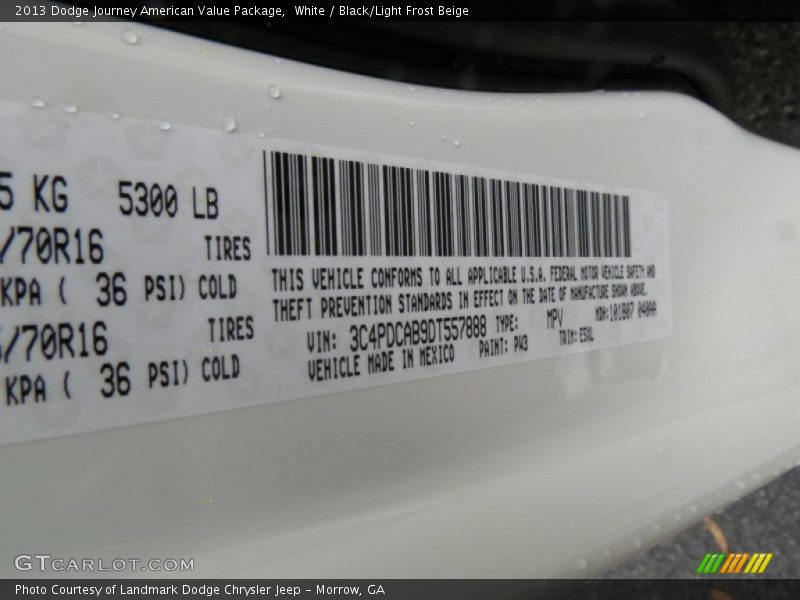 2013 Dodge Journey American Value Package, White / Black/Light Frost Beige
5 KG 5300 LB
/70R16 TIRES
KPA ( 36 PSI) COLD
/70R16 TIRES
KPA ( 36 PSI) COLD
THIS VEHICLE CONFORMS TO ALL APPLICABLE U.S.A. FEDERAL MOTOR VEHICLE SAFETY AND
THEFT PREVENTION STANDARDS IN EFFECT ON THE DATE OF MANUFACTURE SHOWN ABOVE.
VIN: 3C4PDCAB9DT557888 TYPE: MPV MDH:101807 040AA
VEHICLE MADE IN MEXICO PAINT: PW3 TRIM:
GTCARLOT.COM
Photo Courtesy of Landmark Dodge Chrysler Jeep – Morrow, GA